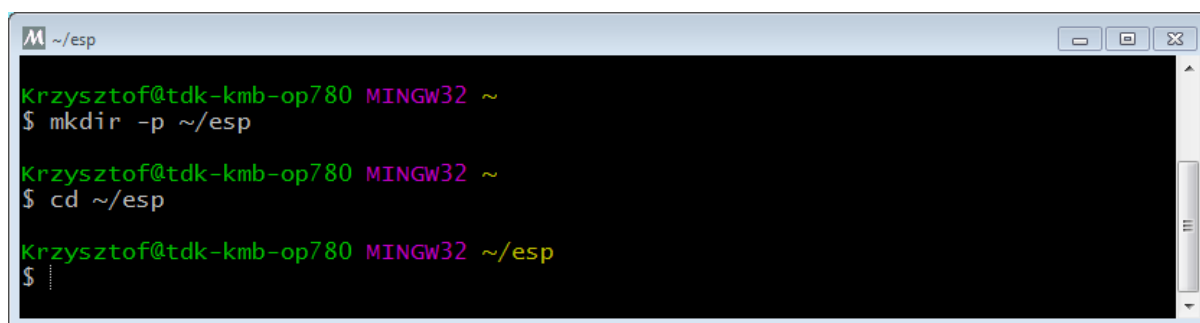 M ~/esp
Krzysztof@tdk-kmb-op780 MINGW32 ~
$ mkdir -p ~/esp
Krzysztof@tdk-kmb-op780 MINGW32 ~
$ cd ~/esp
Krzysztof@tdk-kmb-op780 MINGW32 ~/esp
$